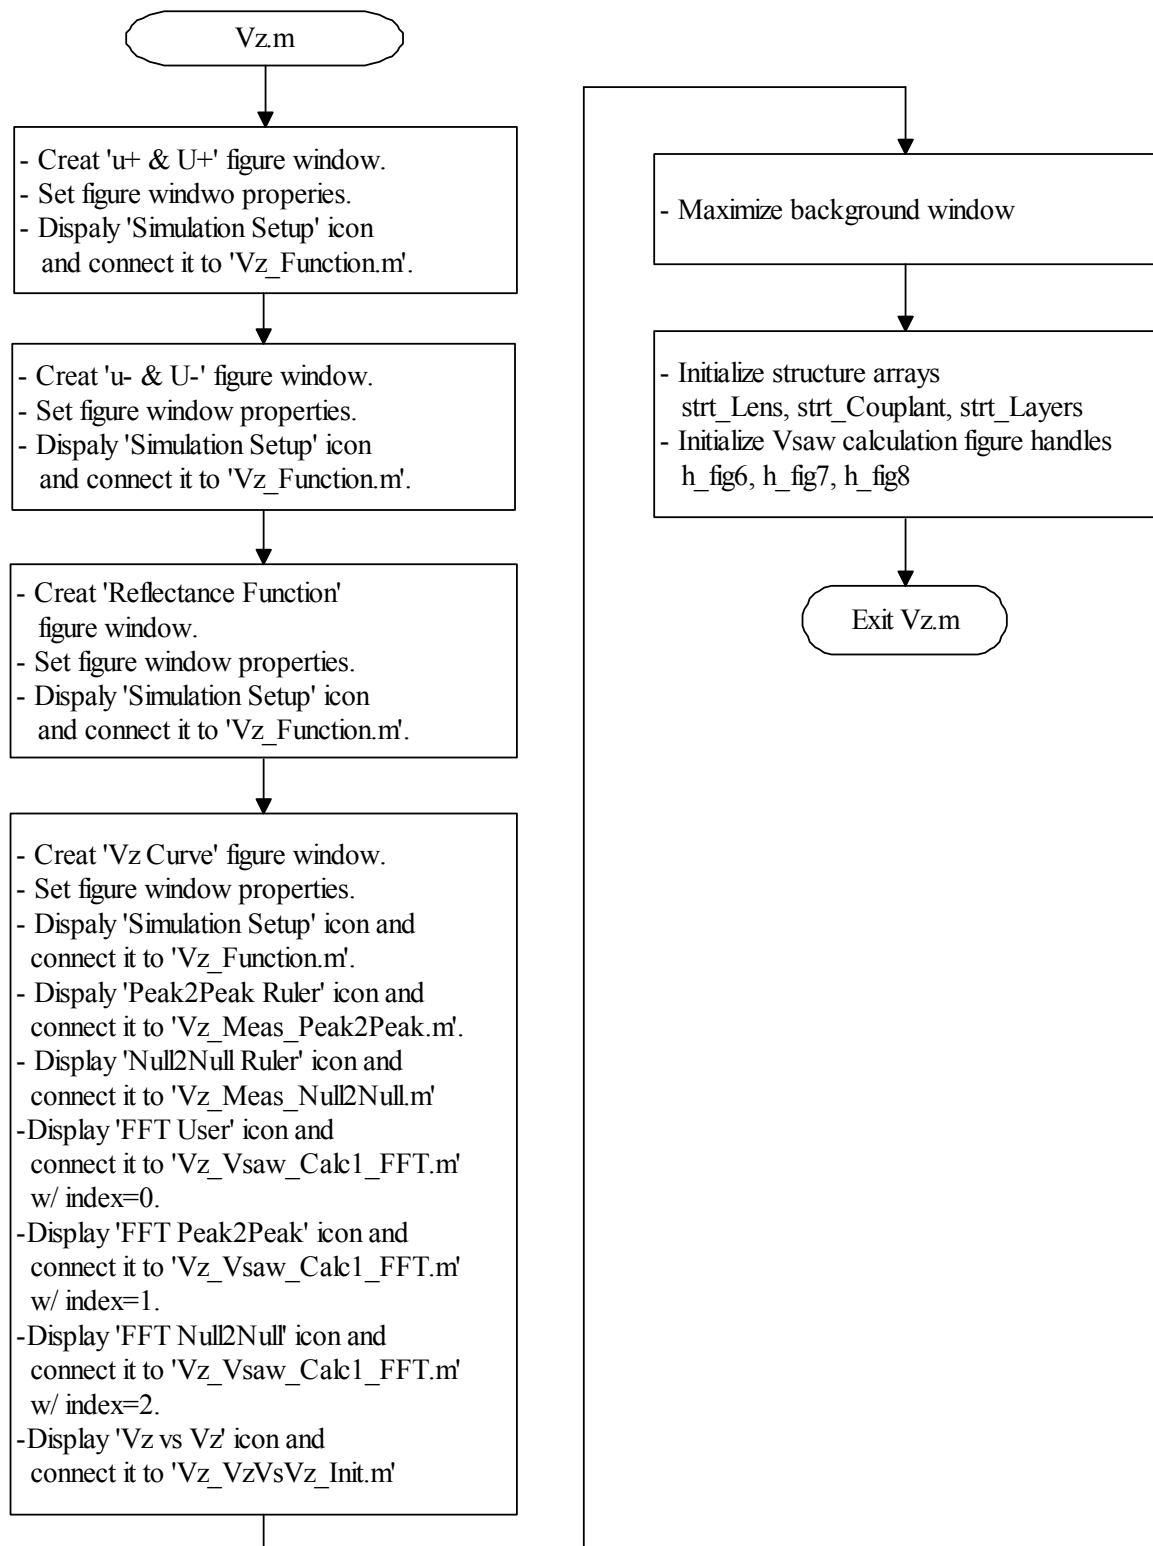 Vz.m
- Creat 'u+ & U+' figure window.
- Set figure windwo properies.
- Dispaly 'Simulation Setup' icon
and connect it to 'Vz_Function.m'.
- Creat 'u- & U-' figure window.
- Set figure window properties.
- Dispaly 'Simulation Setup' icon
and connect it to 'Vz_Function.m'.
- Creat 'Reflectance Function'
figure window.
- Set figure window properties.
- Dispaly 'Simulation Setup' icon
and connect it to 'Vz_Function.m'.
- Creat 'Vz Curve' figure window.
- Set figure window properties.
- Dispaly 'Simulation Setup' icon and
connect it to 'Vz_Function.m'.
- Dispaly 'Peak2Peak Ruler' icon and
connect it to 'Vz_Meas_Peak2Peak.m'.
- Display 'Null2Null Ruler' icon and
connect it to 'Vz_Meas_Null2Null.m'
-Display 'FFT User' icon and
connect it to 'Vz_Vsaw_Calc1_FFT.m'
w/ index=0.
-Display 'FFT Peak2Peak' icon and
connect it to 'Vz_Vsaw_Calc1_FFT.m'
w/ index=1.
-Display 'FFT Null2Null' icon and
connect it to 'Vz_Vsaw_Calc1_FFT.m'
w/ index=2.
-Display 'Vz vs Vz' icon and
connect it to 'Vz_VzVsVz_Init.m'
- Maximize background window
- Initialize structure arrays
strt_Lens, strt_Couplant, strt_Layers
- Initialize Vsaw calculation figure handles
h_fig6, h_fig7, h_fig8
Exit Vz.m